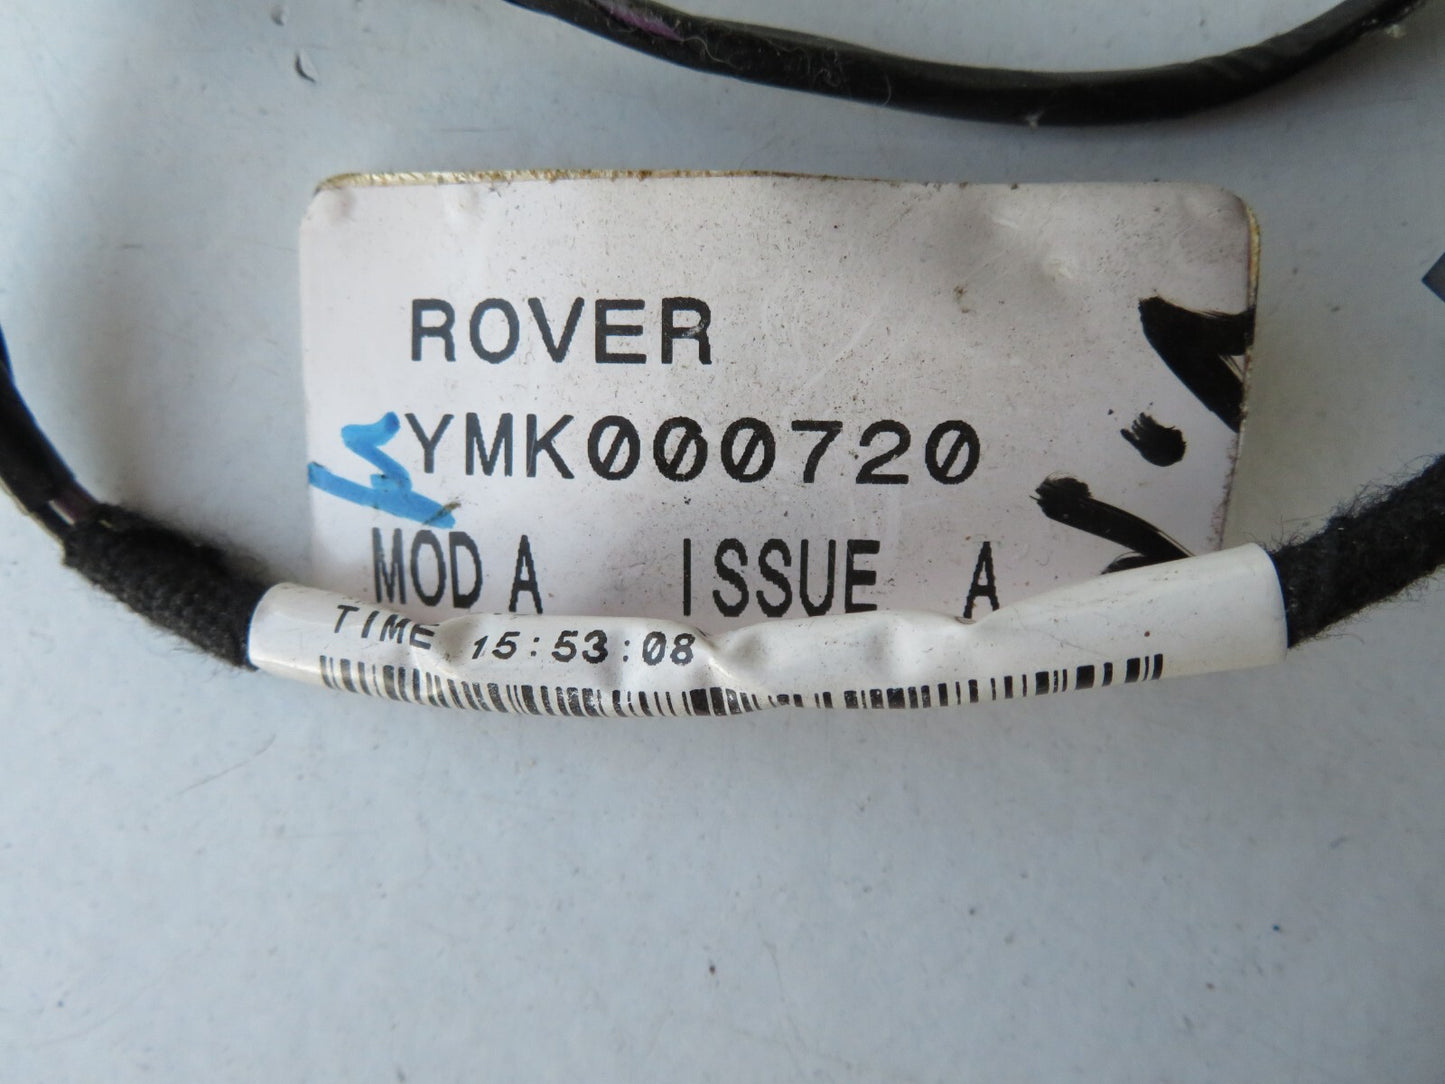 ROVER
YMK000720
MOD A ISSUE A
TIME 15:53:08